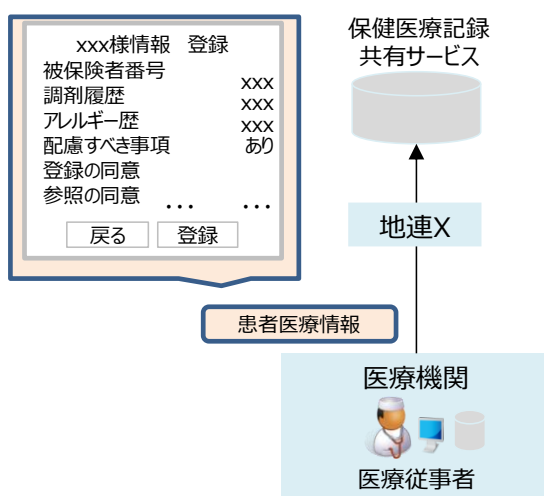 xxx様情報 登録
被保険者番号 xxx
調剤履歴 xxx
アレルギー歴 xxx
配慮すべき事項 あり
登録の同意
参照の同意 ... ...
戻る 登録
保健医療記録
共有サービス
地連X
患者医療情報
医療機関
医療従事者